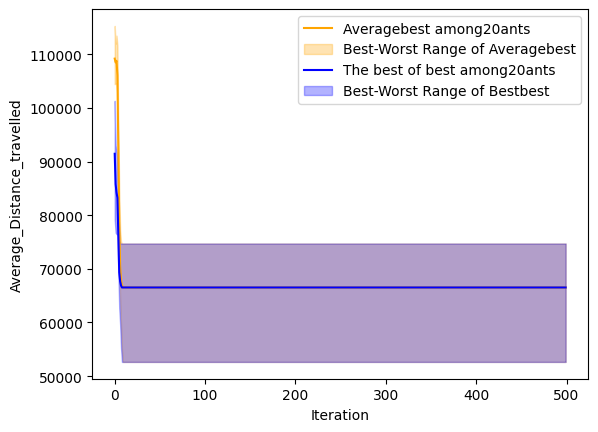 Averagebest among20ants
Best-Worst Range of Averagebest
The best of best among20ants
Best-Worst Range of Bestbest
Average_Distance_travelled
110000
100000
90000
80000
70000
60000
50000
0 100 200 300 400 500
Iteration